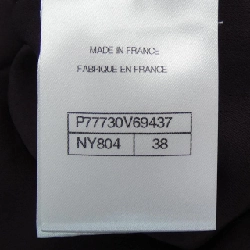 MADE IN FRANCE
FABRIQUE EN FRANCE
P77730V69437
NY804 38